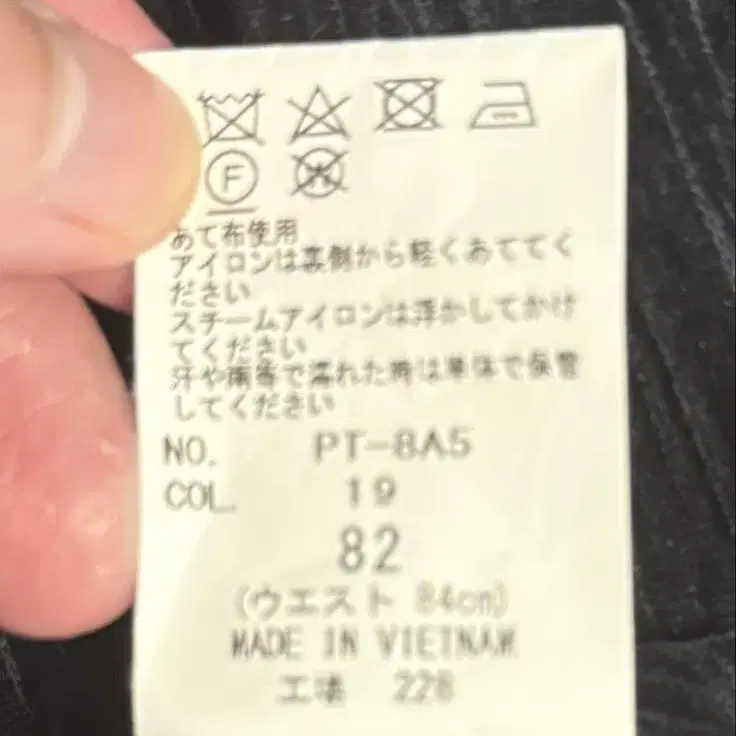 F
W
あて布使用
アイロンは裏側から軽くあててく
ださい
スチームアイロンは浮かしてかけ
てください
汗や雨等で濡れた時は単体で保管
してください
NO. PT-8A5
COL. 19
82
(ウエスト 84cm)
MADE IN VIETNAM
工場 228